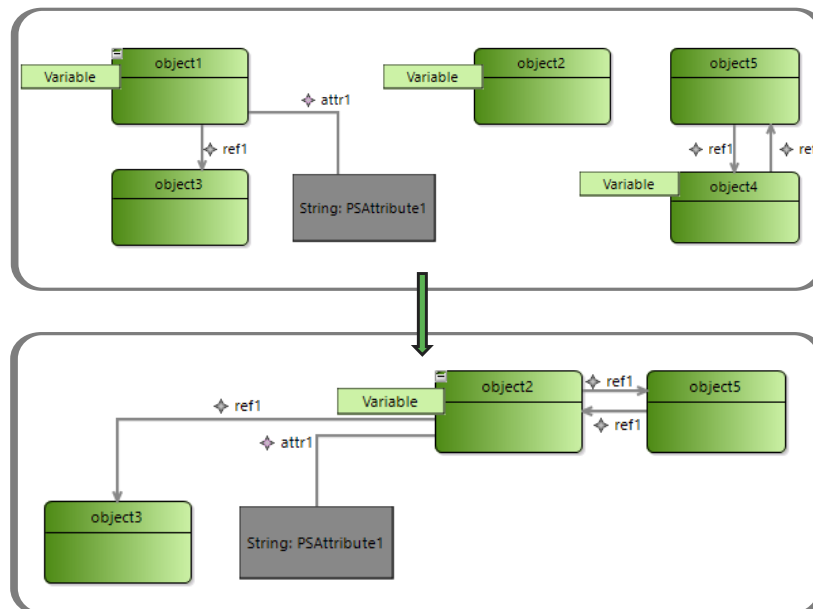 object1
Variable
attr1
ref1
object3
String: PSAttribute1
object2
Variable
object5
ref1
Variable
object4
object2
Variable
ref1
object5
ref1
ref1
attr1
object3
String: PSAttribute1